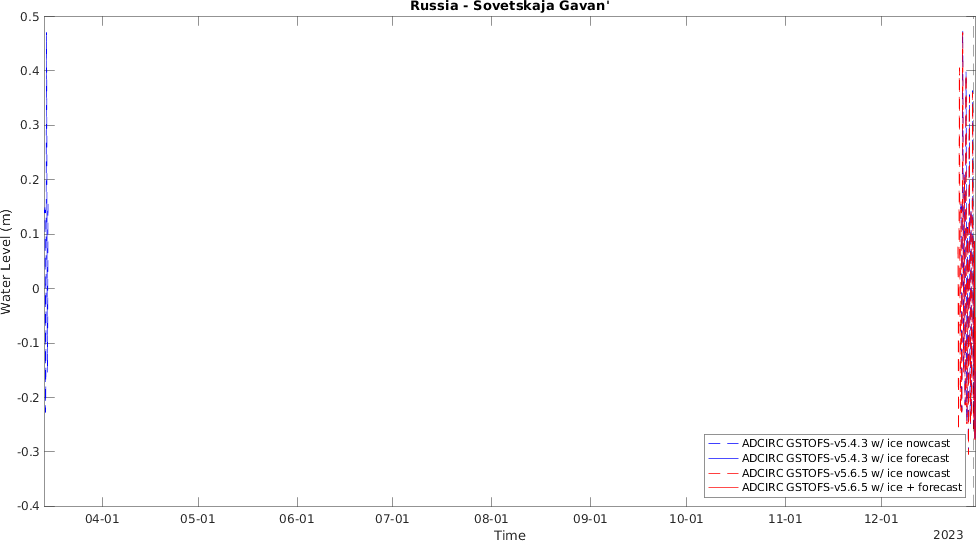 Russia - Sovetskaja Gavan'
0.5
0.4
0.3
0.2
0.1
0
-0.1
-0.2
-0.3
-0.4
Water Level (m)
ADCIRC GSTOFS-v5.4.3 w/ ice nowcast
ADCIRC GSTOFS-v5.4.3 w/ ice forecast
ADCIRC GSTOFS-v5.6.5 w/ ice nowcast
ADCIRC GSTOFS-v5.6.5 w/ ice + forecast
04-01 05-01 06-01 07-01 08-01 09-01 10-01 11-01 12-01
Time
2023